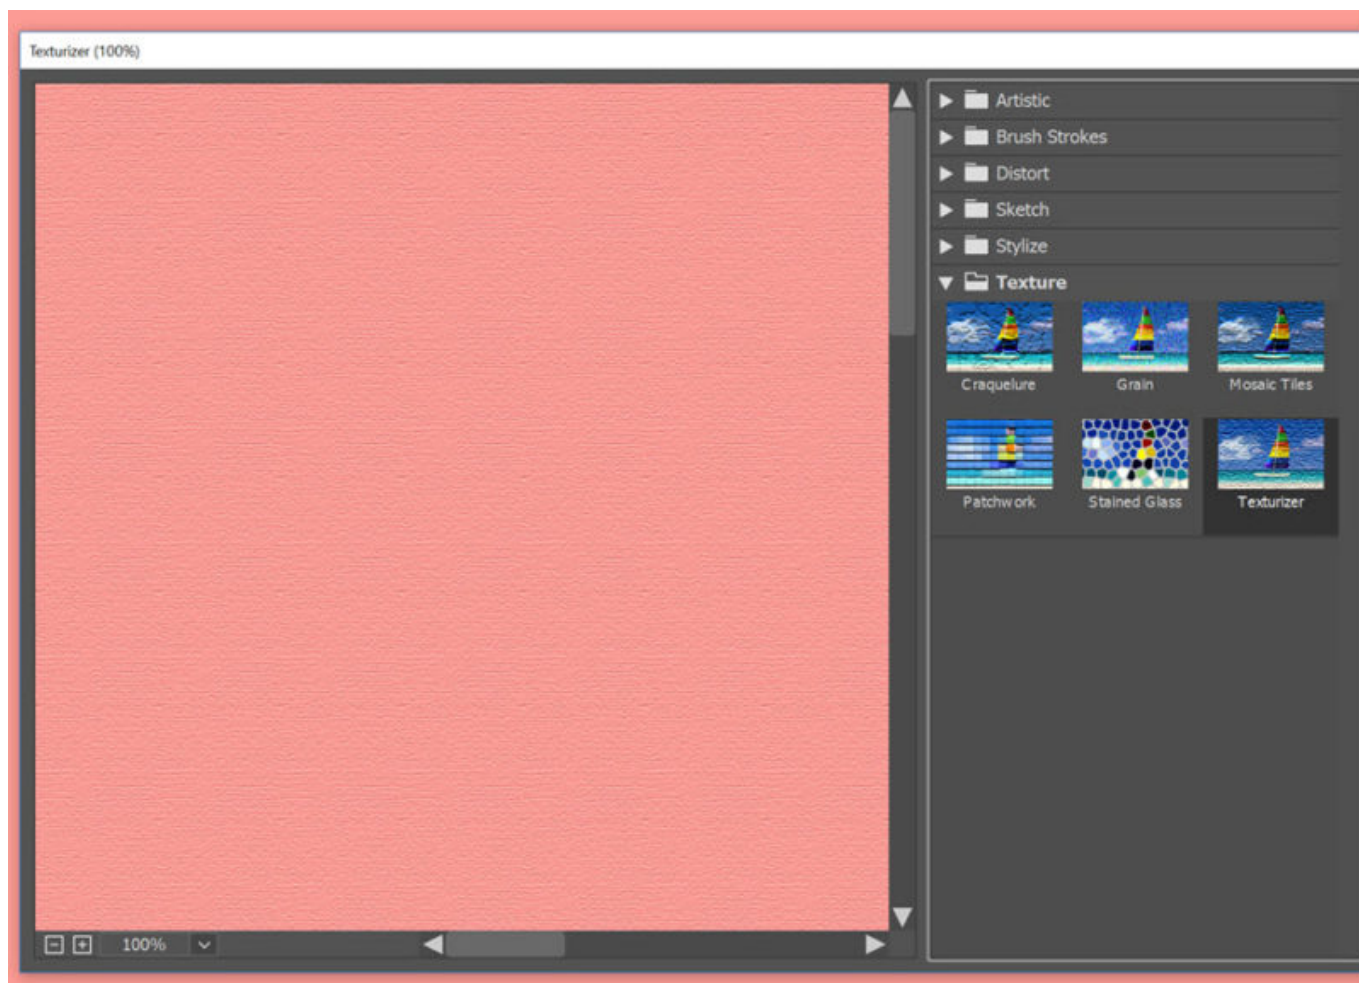 Texturizer (100%)
Artistic
Brush Strokes
Distort
Sketch
Stylize
Texture
Craquelure
Grain
Mosaic Tiles
Patchwork
Stained Glass
Texturizer
100%